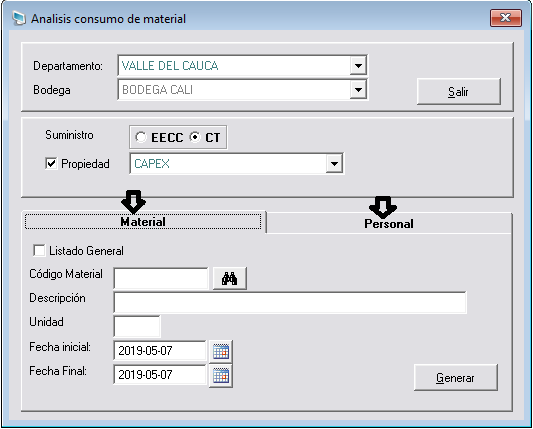 Analisis consumo de material
Departamento: VALLE DEL CAUCA
Bodega BODEGA CALI
Salir
Suministro EECC CT
Propiedad CAPEX
Material Personal
Listado General
Código Material
Descripción
Unidad
Fecha inicial: 2019-05-07
Fecha Final: 2019-05-07
Generar